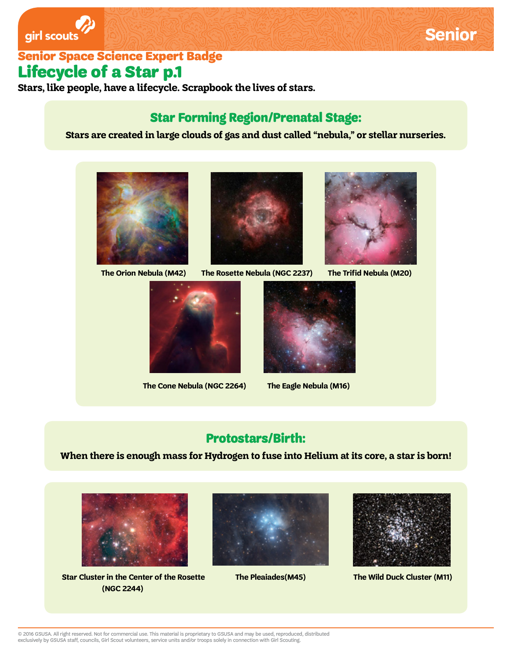 girl scouts
Senior
Senior Space Science Expert Badge
Lifecycle of a Star p.1
Stars, like people, have a lifecycle. Scrapbook the lives of stars.
Star Forming Region/Prenatal Stage:
Stars are created in large clouds of gas and dust called “nebula,” or stellar nurseries.
The Orion Nebula (M42)
The Rosette Nebula (NGC 2237)
The Trifid Nebula (M20)
The Cone Nebula (NGC 2264)
The Eagle Nebula (M16)
Protostars/Birth:
When there is enough mass for Hydrogen to fuse into Helium at its core, a star is born!
Star Cluster in the Center of the Rosette
(NGC 2244)
The Pleaiades(M45)
The Wild Duck Cluster (M11)
© 2016 GSUSA. All right reserved. Not for commercial use. This material is proprietary to GSUSA and may be used, reproduced, distributed
exclusively by GSUSA staff, councils, Girl Scout volunteers, service units and/or troops solely in connection with Girl Scouting.